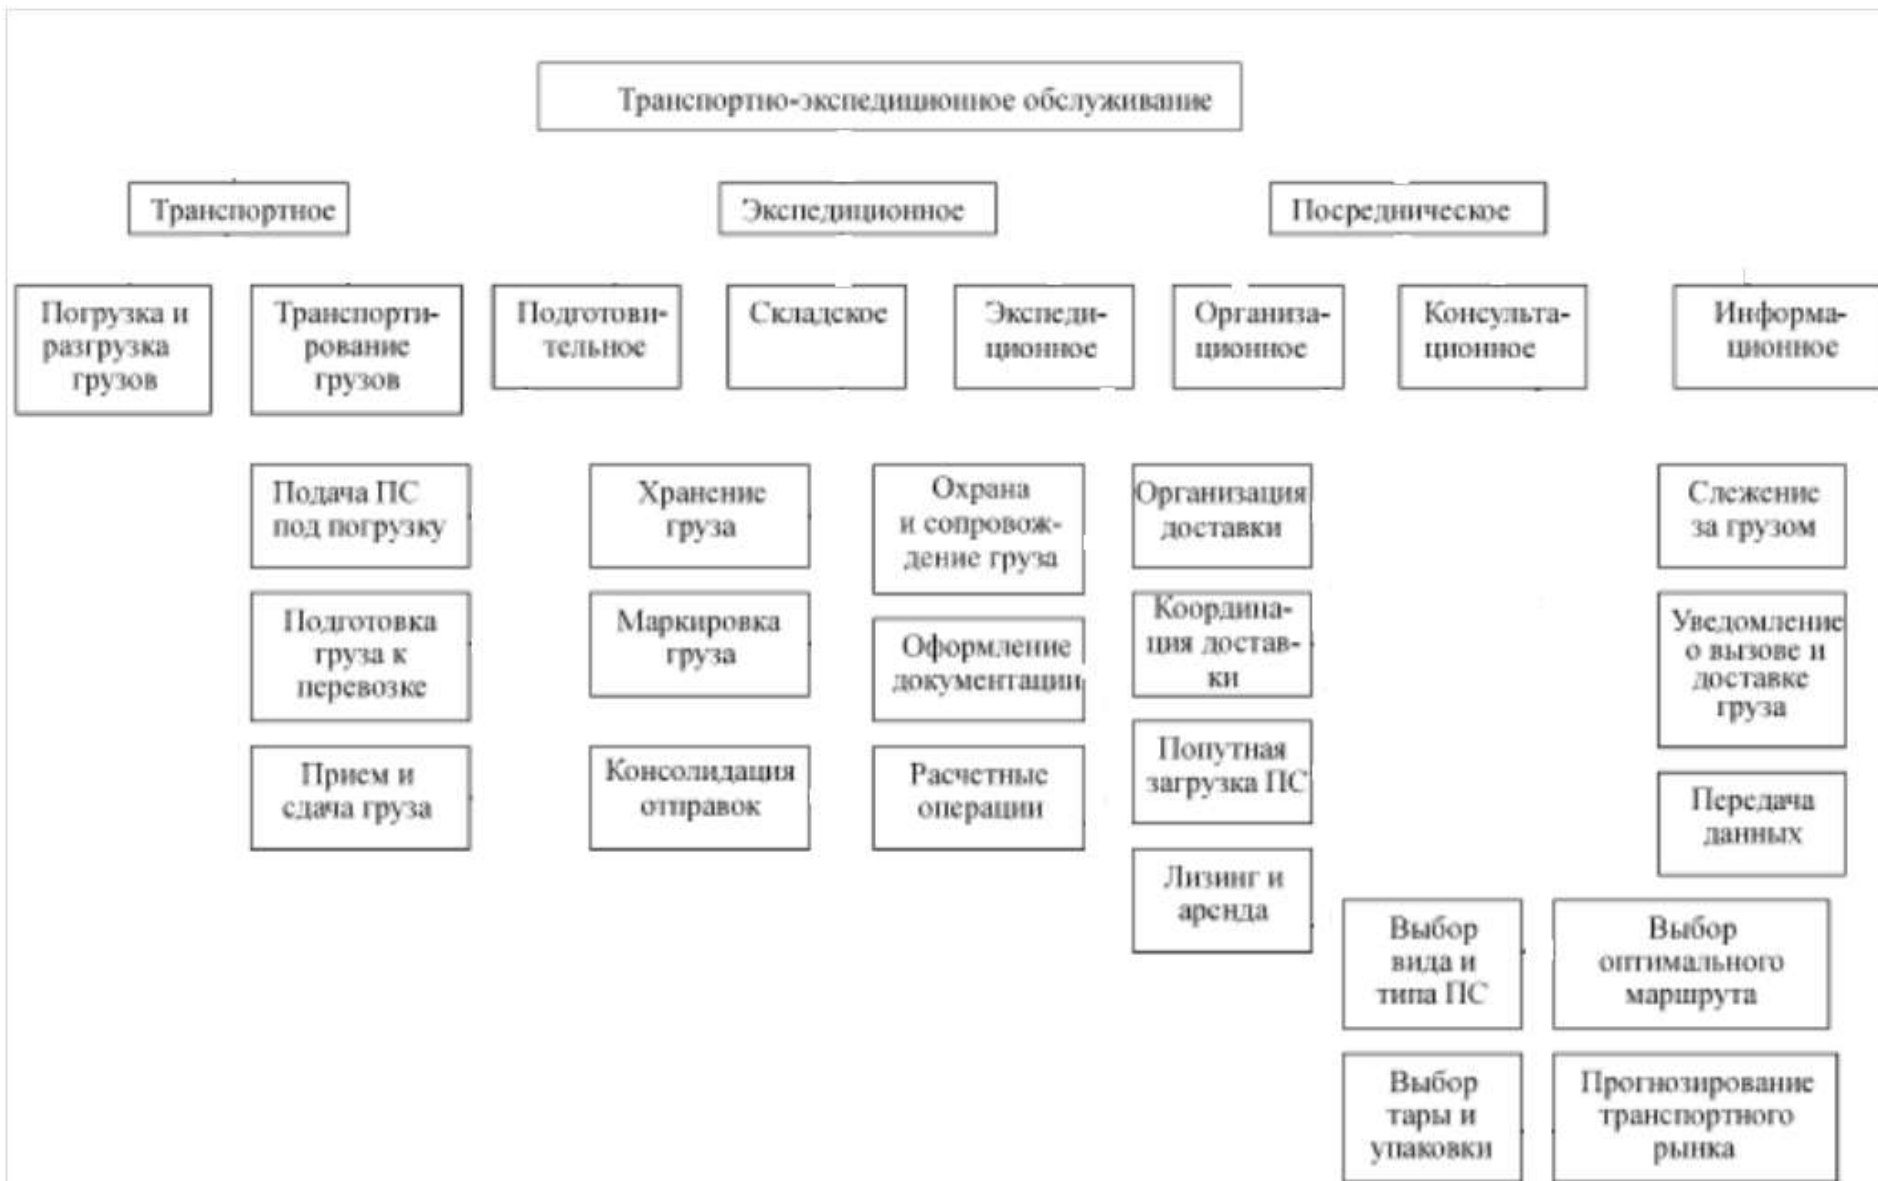 Транспортно-экспедиционное обслуживание
Транспортное
Экспедиционное
Посредническое
Погрузка и
разгрузка
грузов
Транспорти-
рование
грузов
Подготови-
тельное
Складское
Экспеди-
ционное
Организа-
ционное
Консульта-
ционное
Информа-
ционное
Подача ПС
под погрузку
Подготовка
груза к
перевозке
Прием и
сдача груза
Хранение
груза
Маркировка
груза
Консолидация
отправок
Охрана
и сопровож-
дение груза
Оформление
документации
Расчетные
операции
Организация
доставки
Координа-
ция достав-
ки
Попутная
загрузка ПС
Лизинг и
аренда
Слежение
за грузом
Уведомление
о вызове и
доставке
груза
Передача
данных
Выбор
вида и
типа ПС
Выбор
оптимального
маршрута
Выбор
тары и
упаковки
Прогнозирование
транспортного
рынка